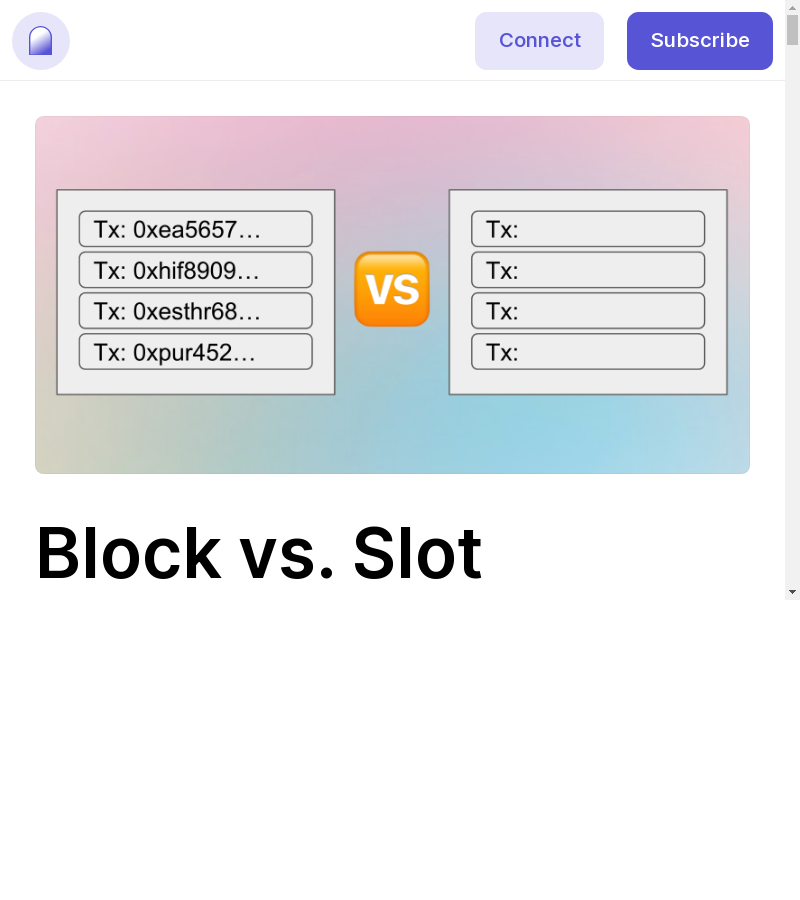 Connect
Subscribe
Tx: 0xea5657…
Tx: 0xhif8909…
Tx: 0xesthr68…
Tx: 0xpur452…
VS
Tx:
Tx:
Tx:
Tx:
Block vs. Slot